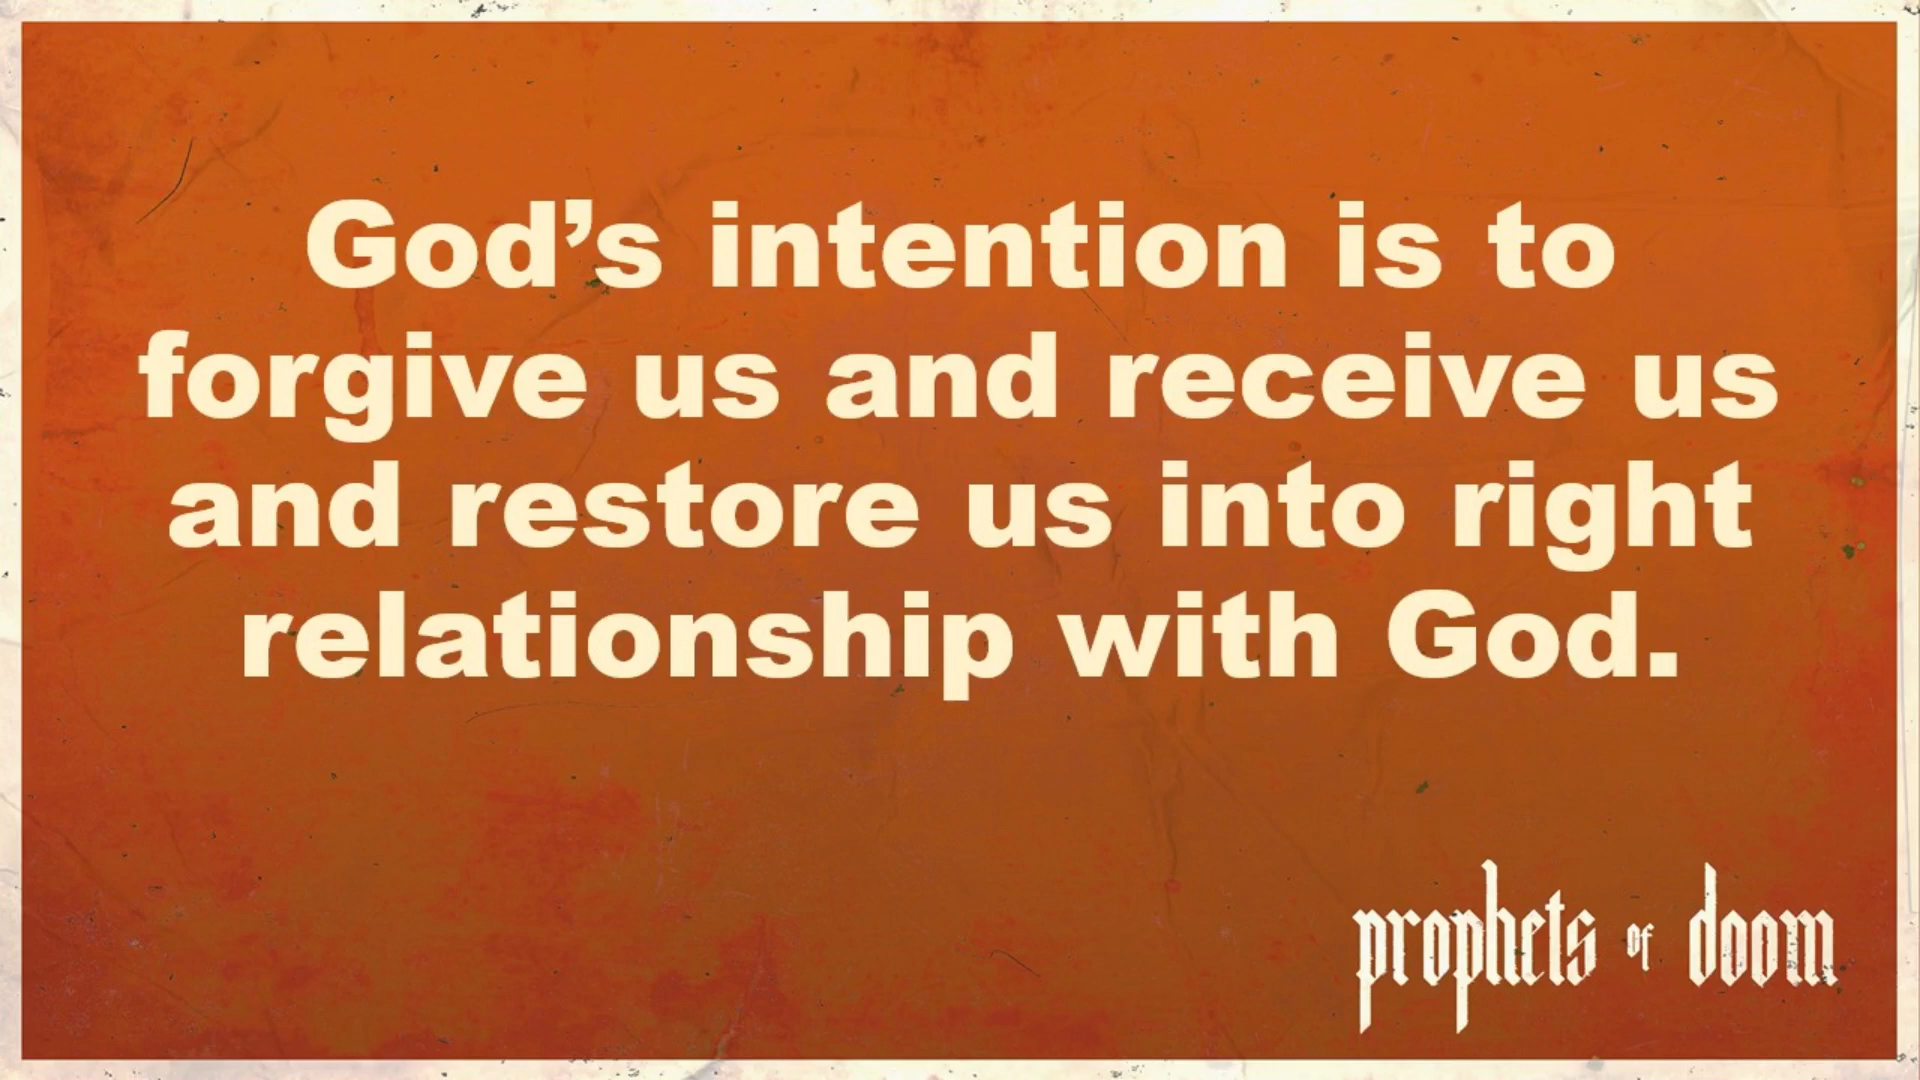 God’s intention is to
forgive us and receive us
and restore us into right
relationship with God.
prophets of doom